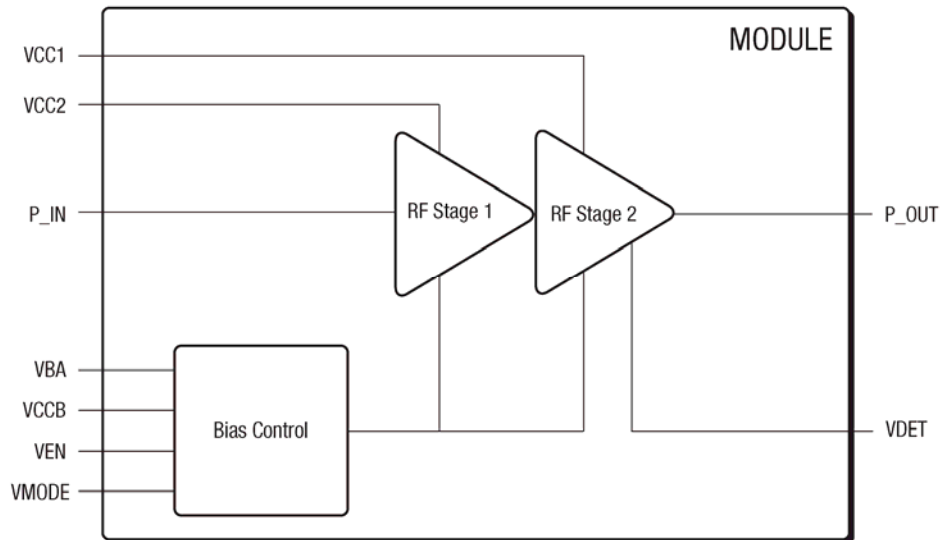 MODULE
VCC1
VCC2
P_IN
RF Stage 1
RF Stage 2
P_OUT
VBA
VCCB
Bias Control
VEN
VMODE
VDET